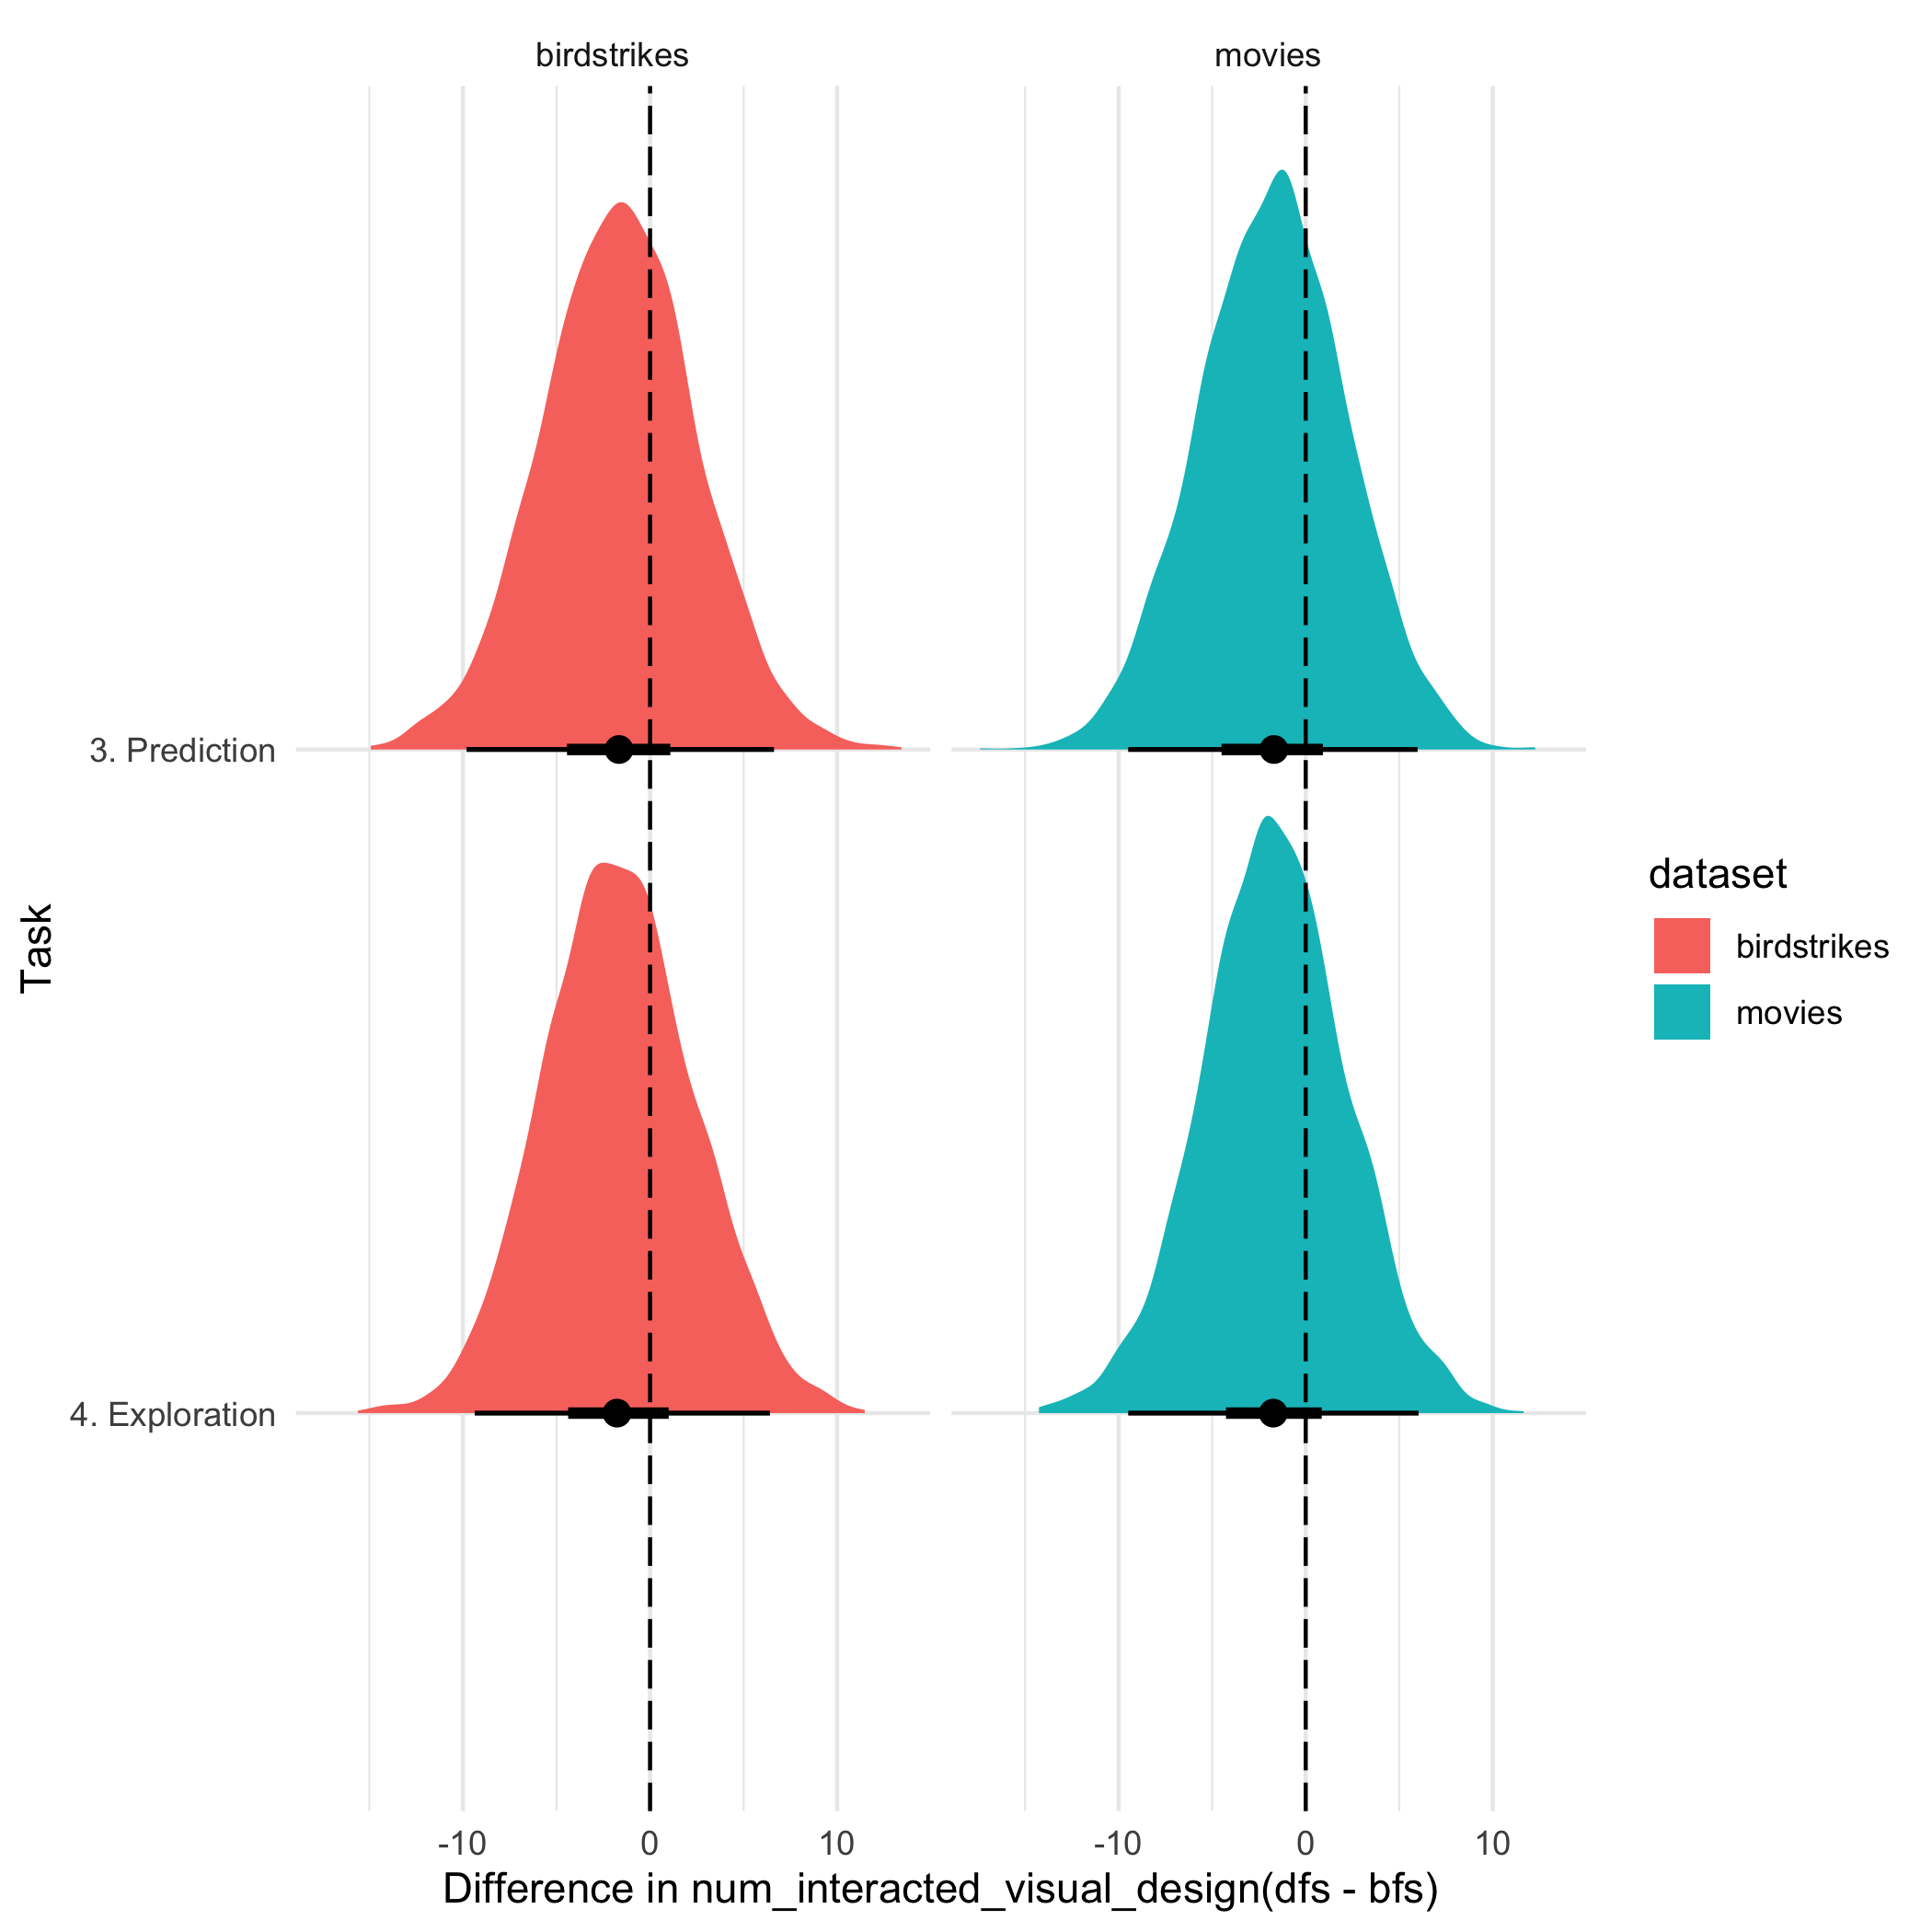 birdstrikes
movies
3. Prediction
4. Exploration
Task
-10
0
10
-10
0
10
Difference in num_interacted_visual_design(dfs - bfs)
dataset
birdstrikes
movies